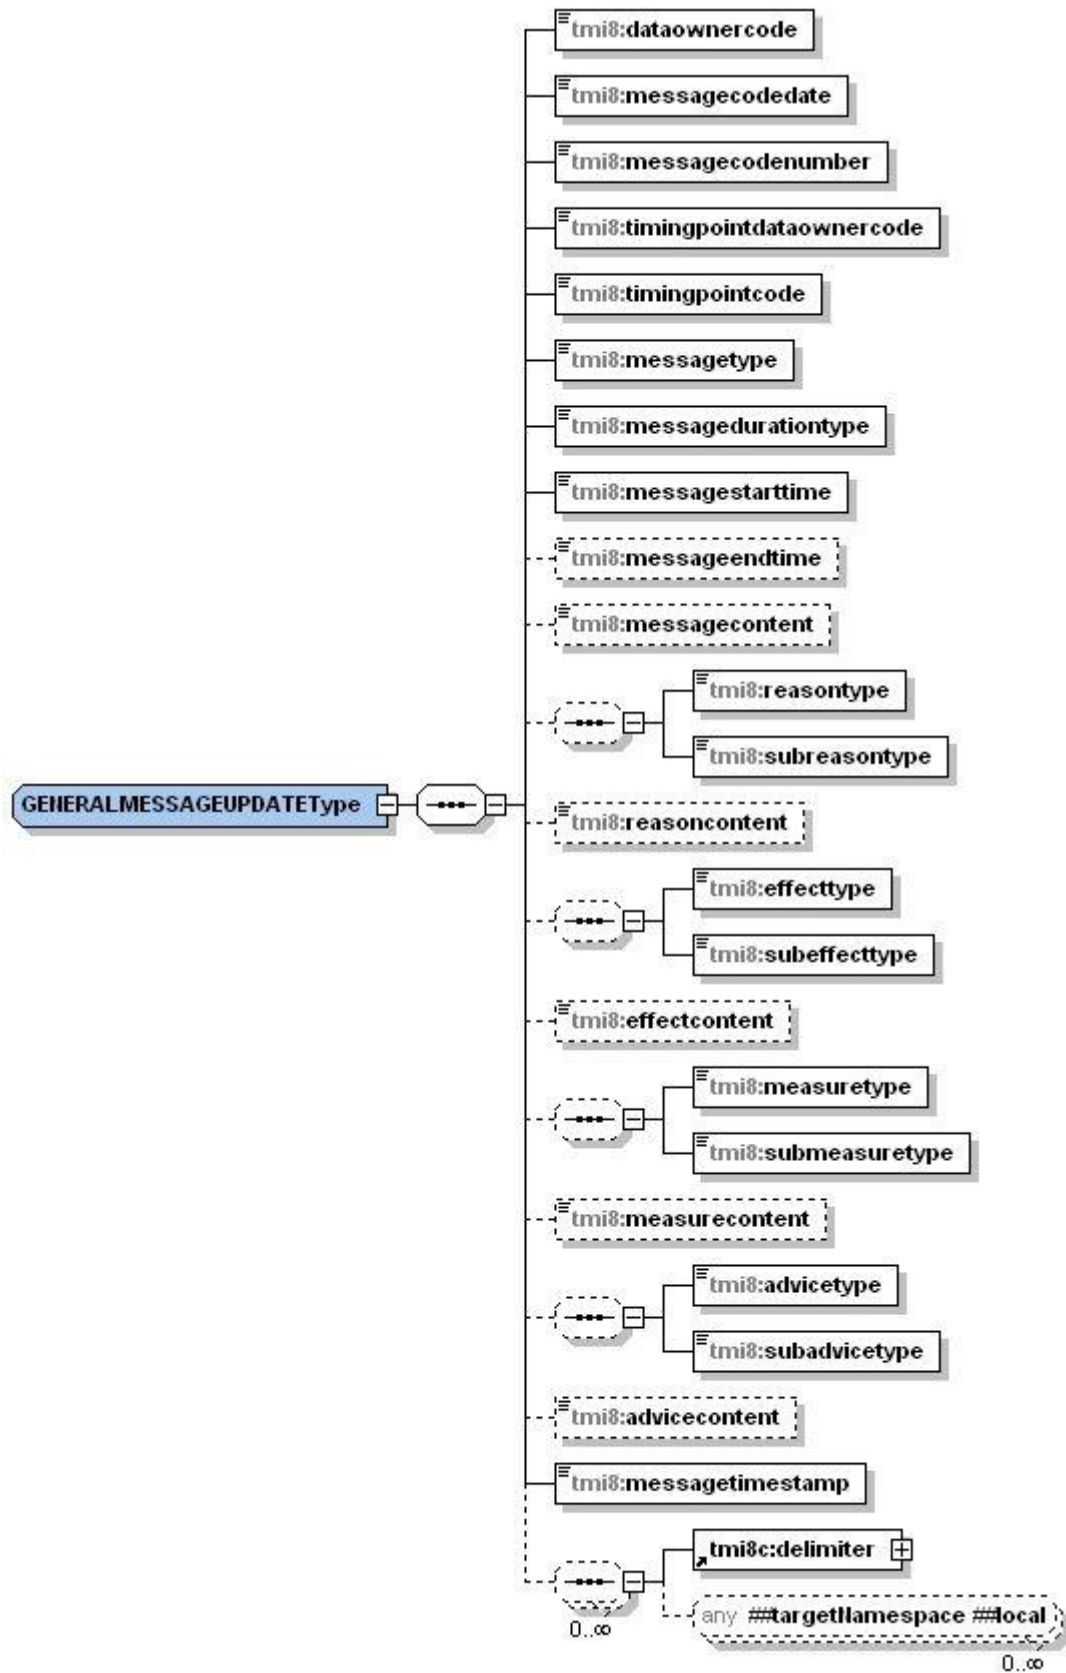 tmi8:dataownercode
tmi8:messagecodedate
tmi8:messagecodenumber
tmi8:timingpointdataownercode
tmi8:timingpointcode
tmi8:messagetype
tmi8:messagedurationtype
tmi8:messagestarttime
tmi8:messageendtime
tmi8:messagecontent
tmi8:reasontype
tmi8:subreasontype
GENERALMESSAGEUPDATEType
tmi8:reasoncontent
tmi8:effecttype
tmi8:subeffecttype
tmi8:effectcontent
tmi8:measuretype
tmi8:submeasuretype
tmi8:measurecontent
tmi8:advicetype
tmi8:subadvicetype
tmi8:advicecontent
tmi8:messagetimestamp
tmi8c:delimiter
any ##targetNamespace ##local
0..∞
0..∞